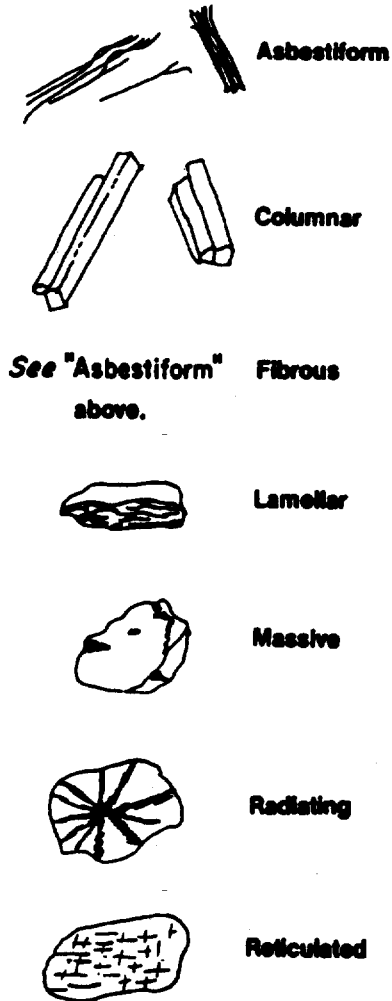 Asbestiform
Columnar
See "Asbestiform" Fibrous
above.
Lamellar
Massive
Radiating
Reticulated